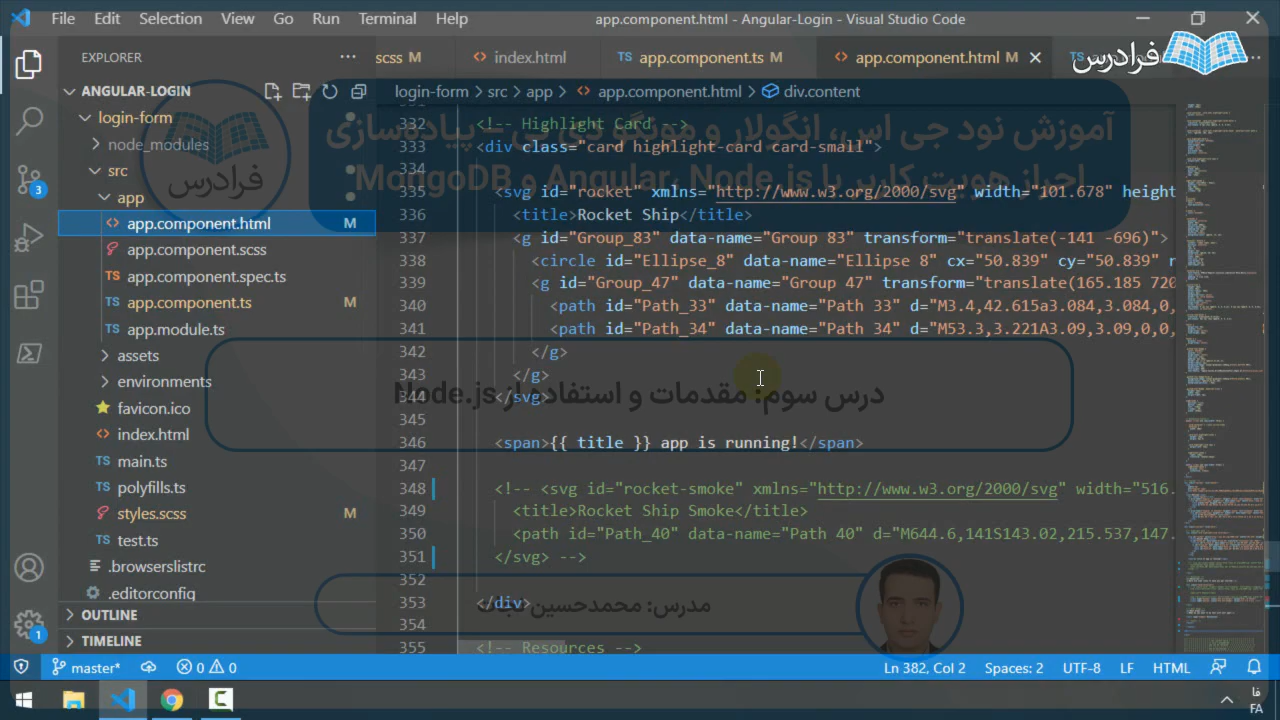 File Edit Selection View Go Run Terminal Help
app.component.html - Angular-Login - Visual Studio Code
EXPLORER
scss M
index.html
TS app.component.ts M
app.component.html M
فرادرس
ANGULAR-LOGIN
login-form > src > app > app.component.html > div.content
login-form
node_modules
src
app
app.component.html M
app.component.scss
app.component.spec.ts
app.component.ts M
app.module.ts
assets
environments
favicon.ico
index.html
main.ts
polyfills.ts
styles.scss M
test.ts
.browserslistrc
.editorconfig
OUTLINE
TIMELINE
فرادرس
آموزش نود جی اس، انگولار و مونگو دی بی – پیاده سازی
احراز هویت کاربر با Angular، Node.js و MongoDB
درس سوم: مقدمات و استفاده از Node.js
مدرس: محمدحسین
332 <!-- Highlight Card -->
333 <div class="card highlight-card card-small">
334
335 <svg id="rocket" xmlns="http://www.w3.org/2000/svg" width="101.678" height
336 <title>Rocket Ship</title>
337 <g id="Group_83" data-name="Group 83" transform="translate(-141 -696)">
338 <circle id="Ellipse_8" data-name="Ellipse 8" cx="50.839" cy="50.839" r
339 <g id="Group_47" data-name="Group 47" transform="translate(165.185 720
340 <path id="Path_33" data-name="Path 33" d="M3.4,42.615a3.084,3.084,0,
341 <path id="Path_34" data-name="Path 34" d="M53.3,3.221A3.09,3.09,0,0,
342 </g>
343 </g>
344 </svg>
345
346 <span>{{ title }} app is running!</span>
347
348 <!-- <svg id="rocket-smoke" xmlns="http://www.w3.org/2000/svg" width="516.
349 <title>Rocket Ship Smoke</title>
350 <path id="Path_40" data-name="Path 40" d="M644.6,141S143.02,215.537,147.
351 </svg> -->
352
353 </div>
354
355 <!-- Resources -->
3
1
master* 0 0
Ln 382, Col 2 Spaces: 2 UTF-8 LF HTML
فا
FA